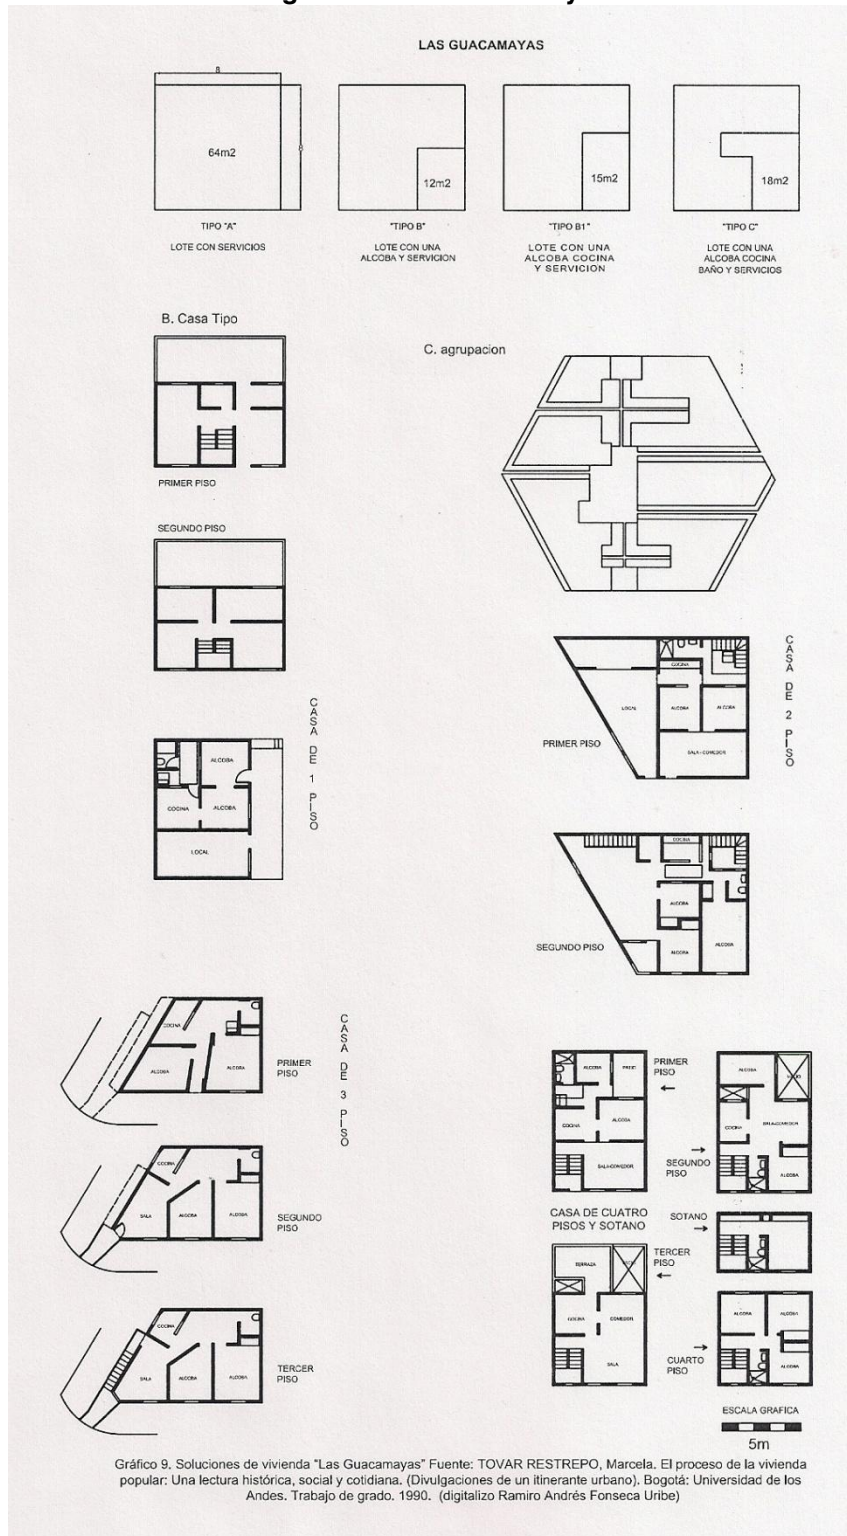 LAS GUACAMAYAS
8
8
64m2
12m2
15m2
18m2
TIPO "A"
"TIPO B"
"TIPO B1"
"TIPO C"
LOTE CON SERVICIOS
LOTE CON UNA
ALCOBA Y SERVICION
LOTE CON UNA
ALCOBA COCINA
Y SERVICION
LOTE CON UNA
ALCOBA COCINA
BAÑO Y SERVICIOS
B. Casa Tipo
C. agrupacion
PRIMER PISO
SEGUNDO PISO
CASA DE 1 PISO
ALCOBA
COCINA
ALCOBA
LOCAL
CASA DE 2 PISO
COCINA
LOCAL
ALCOBA
ALCOBA
SALA-COMEDOR
PRIMER PISO
COCINA
ALCOBA
ALCOBA
ALCOBA
SEGUNDO PISO
CASA DE 3 PISO
COCINA
ALCOBA
ALCOBA
PRIMER
PISO
COCINA
SALA
ALCOBA
ALCOBA
SEGUNDO
PISO
COCINA
SALA
ALCOBA
ALCOBA
TERCER
PISO
ALCOBA
PATIO
COCINA
ALCOBA
SALA-COMEDOR
PRIMER
PISO
←
ALCOBA
VACIO
COCINA
SALA-COMEDOR
ALCOBA
→
SEGUNDO
PISO
CASA DE CUATRO
PISOS Y SOTANO
SOTANO
→
TERCER
PISO
←
TERRAZA
COCINA
COMEDOR
SALA
ALCOBA
ALCOBA
ALCOBA
→
CUARTO
PISO
ESCALA GRAFICA
5m
Gráfico 9. Soluciones de vivienda "Las Guacamayas" Fuente: TOVAR RESTREPO, Marcela. El proceso de la vivienda
popular: Una lectura histórica, social y cotidiana. (Divulgaciones de un itinerante urbano). Bogotá: Universidad de los
Andes. Trabajo de grado. 1990. (digitalizo Ramiro Andrés Fonseca Uribe)